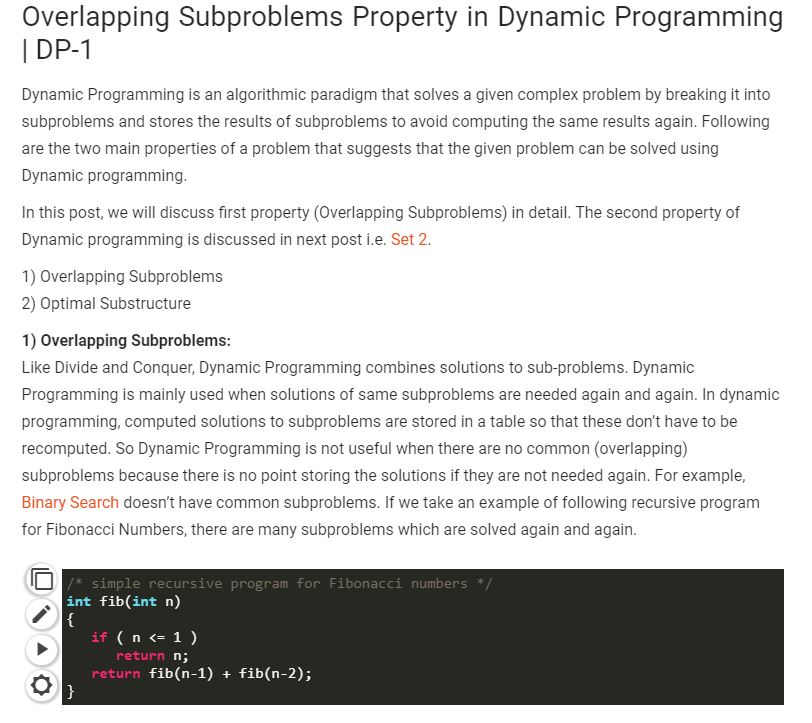 Overlapping Subproblems Property in Dynamic Programming
| DP-1
Dynamic Programming is an algorithmic paradigm that solves a given complex problem by breaking it into
subproblems and stores the results of subproblems to avoid computing the same results again. Following
are the two main properties of a problem that suggests that the given problem can be solved using
Dynamic programming.
In this post, we will discuss first property (Overlapping Subproblems) in detail. The second property of
Dynamic programming is discussed in next post i.e. Set 2.
1) Overlapping Subproblems
2) Optimal Substructure
1) Overlapping Subproblems:
Like Divide and Conquer, Dynamic Programming combines solutions to sub-problems. Dynamic
Programming is mainly used when solutions of same subproblems are needed again and again. In dynamic
programming, computed solutions to subproblems are stored in a table so that these don’t have to be
recomputed. So Dynamic Programming is not useful when there are no common (overlapping)
subproblems because there is no point storing the solutions if they are not needed again. For example,
Binary Search doesn’t have common subproblems. If we take an example of following recursive program
for Fibonacci Numbers, there are many subproblems which are solved again and again.
/* simple recursive program for Fibonacci numbers */
int fib(int n)
{
   if ( n <= 1 )
      return n;
   return fib(n-1) + fib(n-2);
}